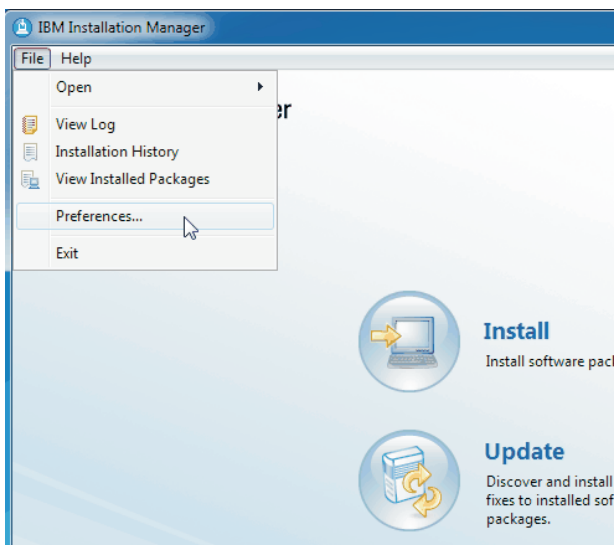 IBM Installation Manager
File Help
Open
er
View Log
Installation History
View Installed Packages
Preferences...
Exit
Install
Install software pac
Update
Discover and install
fixes to installed sof
packages.